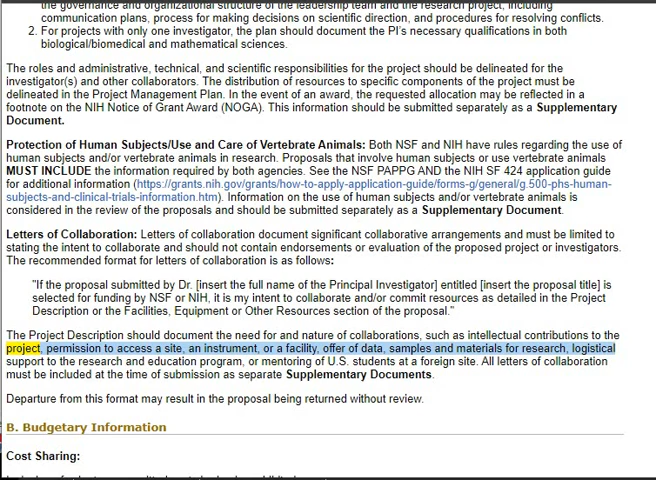 the governance and organizational structure of the leadership team and the research project, including
communication plans, process for making decisions on scientific direction, and procedures for resolving conflicts.
2. For projects with only one investigator, the plan should document the PI's necessary qualifications in both
biological/biomedical and mathematical sciences.
The roles and administrative, technical, and scientific responsibilities for the project should be delineated for the
investigator(s) and other collaborators. The distribution of resources to specific components of the project must be
delineated in the Project Management Plan. In the event of an award, the requested allocation may be reflected in a
footnote on the NIH Notice of Grant Award (NOGA). This information should be submitted separately as a Supplementary
Document.
Protection of Human Subjects/Use and Care of Vertebrate Animals: Both NSF and NIH have rules regarding the use of
human subjects and/or vertebrate animals in research. Proposals that involve human subjects or use vertebrate animals
MUST INCLUDE the information required by both agencies. See the NSF PAPPG AND the NIH SF 424 application guide
for additional information (https://grants.nih.gov/grants/how-to-apply-application-guide/forms-g/general/g.500-phs-human-
subjects-and-clinical-trials-information.htm). Information on the use of human subjects and/or vertebrate animals is
considered in the review of the proposals and should be submitted separately as a Supplementary Document.
Letters of Collaboration: Letters of collaboration document significant collaborative arrangements and must be limited to
stating the intent to collaborate and should not contain endorsements or evaluation of the proposed project or investigators.
The recommended format for letters of collaboration is as follows:
"If the proposal submitted by Dr. [insert the full name of the Principal Investigator] entitled [insert the proposal title] is
selected for funding by NSF or NIH, it is my intent to collaborate and/or commit resources as detailed in the Project
Description or the Facilities, Equipment or Other Resources section of the proposal."
The Project Description should document the need for and nature of collaborations, such as intellectual contributions to the
project, permission to access a site, an instrument, or a facility, offer of data, samples and materials for research, logistical
support to the research and education program, or mentoring of U.S. students at a foreign site. All letters of collaboration
must be included at the time of submission as separate Supplementary Documents.
Departure from this format may result in the proposal being returned without review.
B. Budgetary Information
Cost Sharing: